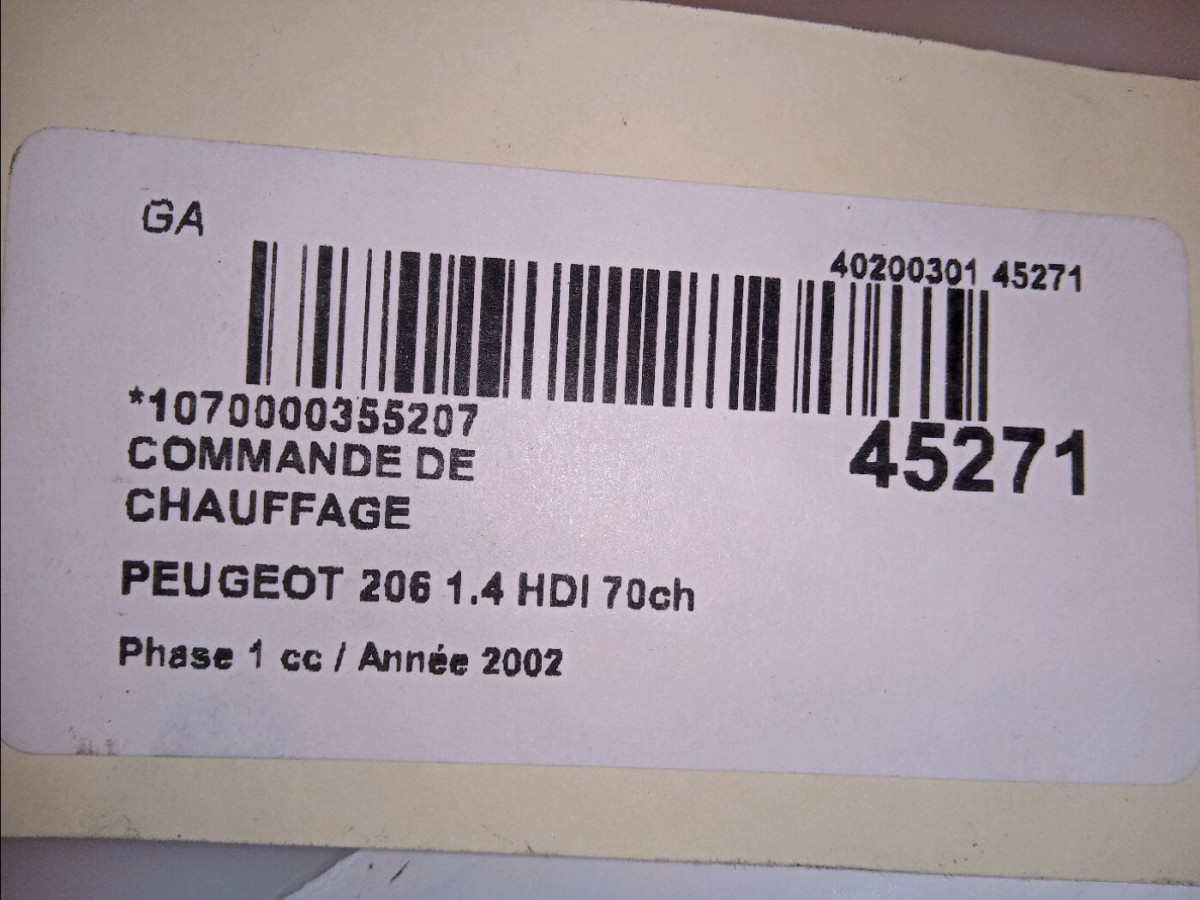 GA
40200301 45271
*1070000355207
45271
COMMANDE DE
CHAUFFAGE
PEUGEOT 206 1.4 HDI 70ch
Phase 1 cc / Année 2002